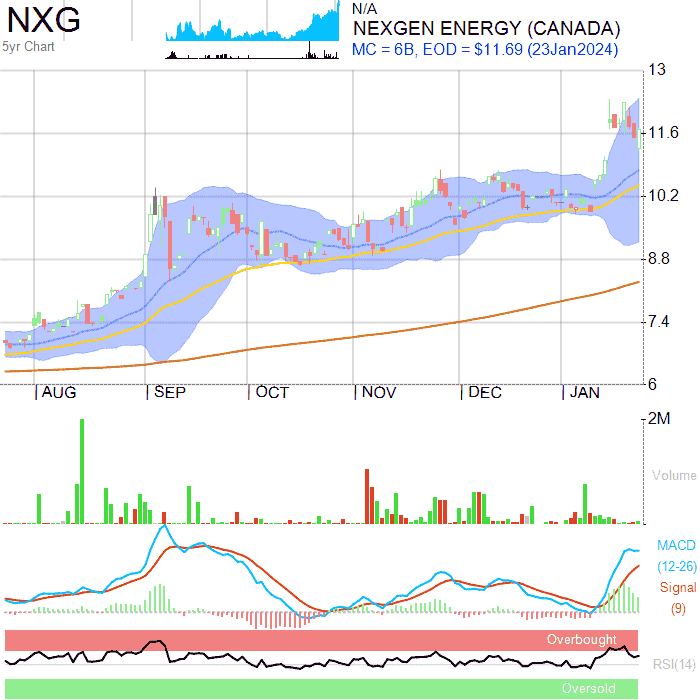 NXG
5yr Chart
N/A
NEXGEN ENERGY (CANADA)
MC = 6B, EOD = $11.69 (23Jan2024)
13
11.6
10.2
8.8
7.4
6
AUG SEP OCT NOV DEC JAN
2M
Volume
MACD
(12-26)
Signal
(9)
Overbought
RSI(14)
Oversold